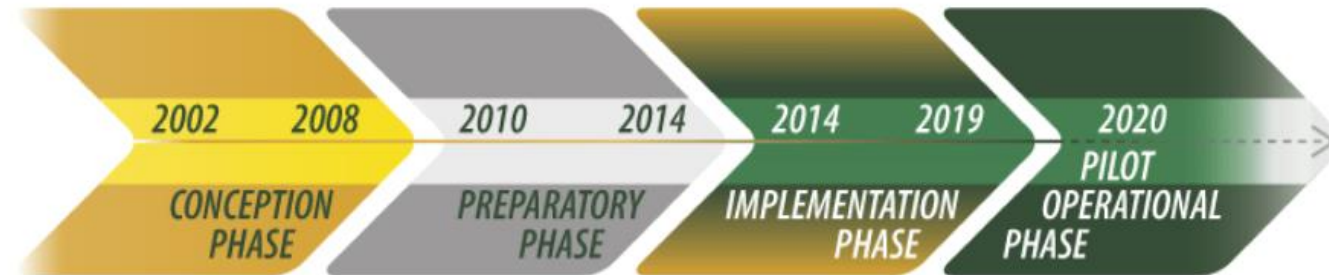 2002 2008
CONCEPTION
PHASE
2010 2014
PREPARATORY
PHASE
2014 2019
IMPLEMENTATION
PHASE
2020
PILOT
OPERATIONAL
PHASE